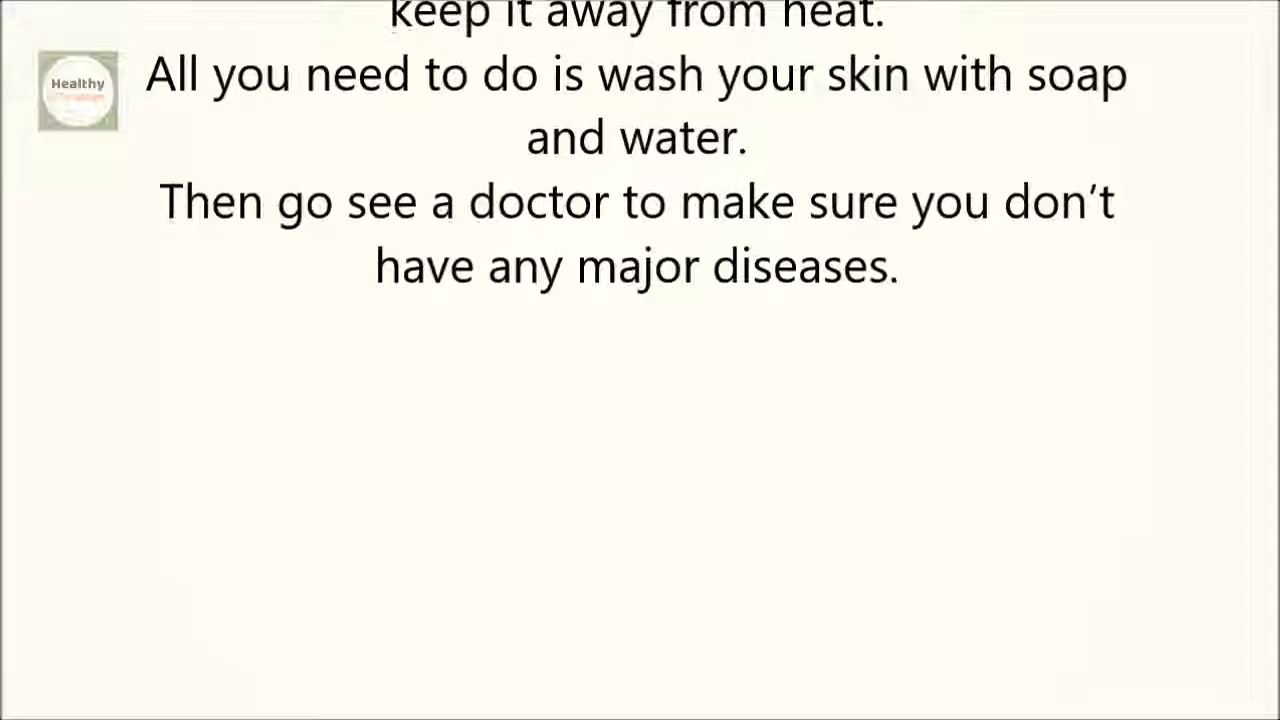 keep it away from heat.
Healthy
All you need to do is wash your skin with soap
and water.
Then go see a doctor to make sure you don’t
have any major diseases.